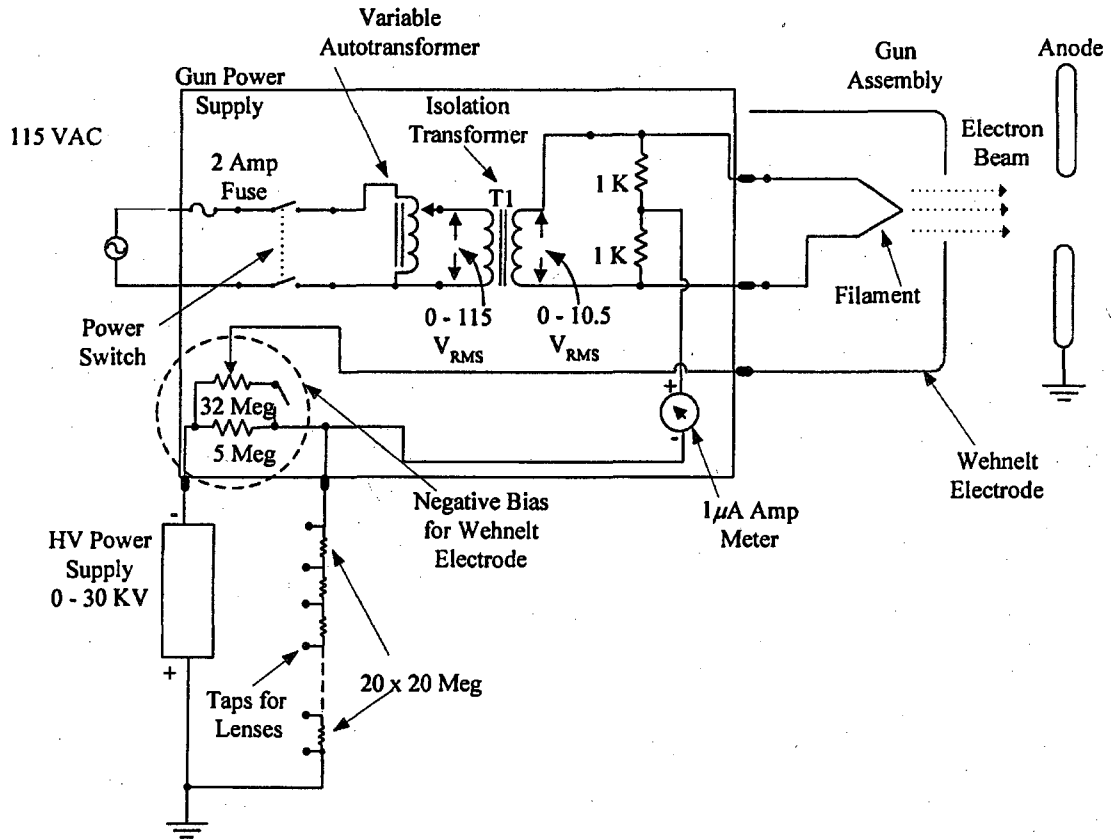 Variable
Autotransformer
Gun Power
Supply
Isolation
Transformer
Gun
Assembly
Anode
115 VAC
2 Amp
Fuse
T1
1 K
1 K
Electron
Beam
Filament
Power
Switch
0 - 115
V_RMS
0 - 10.5
V_RMS
32 Meg
5 Meg
+
-
Negative Bias
for Wehnelt
Electrode
1μA Amp
Meter
Wehnelt
Electrode
-
HV Power
Supply
0 - 30 KV
+
Taps for
Lenses
20 x 20 Meg